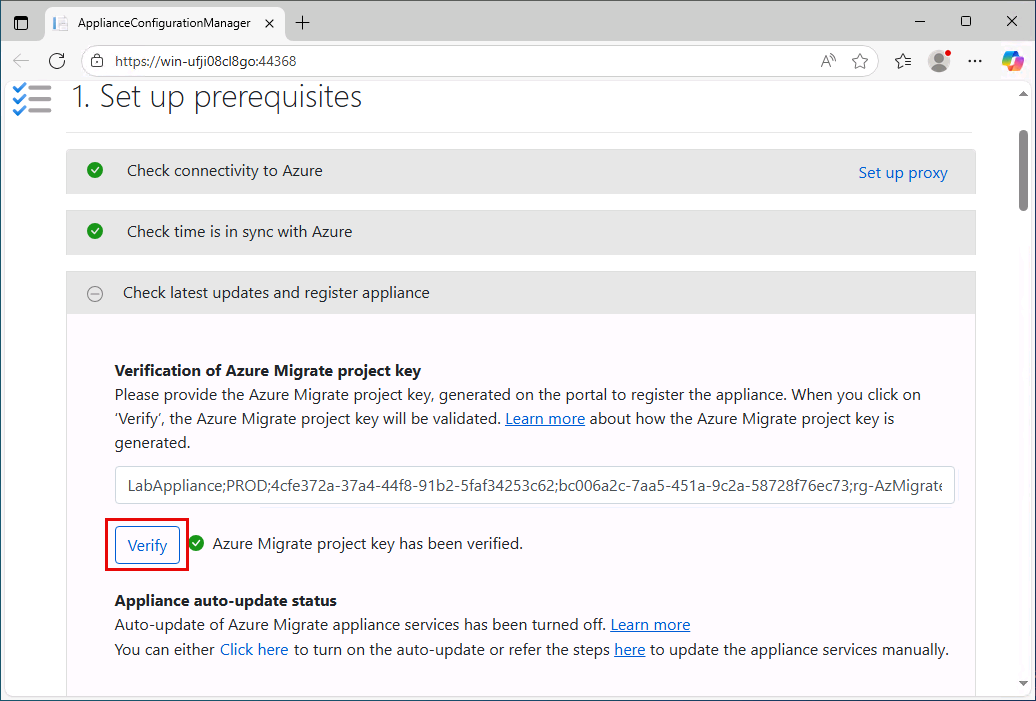 ApplianceConfigurationManager
https://win-ufji08cl8go:44368
1. Set up prerequisites
Check connectivity to Azure
Set up proxy
Check time is in sync with Azure
Check latest updates and register appliance
Verification of Azure Migrate project key
Please provide the Azure Migrate project key, generated on the portal to register the appliance. When you click on
‘Verify’, the Azure Migrate project key will be validated. Learn more about how the Azure Migrate project key is
generated.
LabAppliance;PROD;4cfe372a-37a4-44f8-91b2-5faf34253c62;bc006a2c-7aa5-451a-9c2a-58728f76ec73;rg-AzMigrate
Verify
Azure Migrate project key has been verified.
Appliance auto-update status
Auto-update of Azure Migrate appliance services has been turned off. Learn more
You can either Click here to turn on the auto-update or refer the steps here to update the appliance services manually.